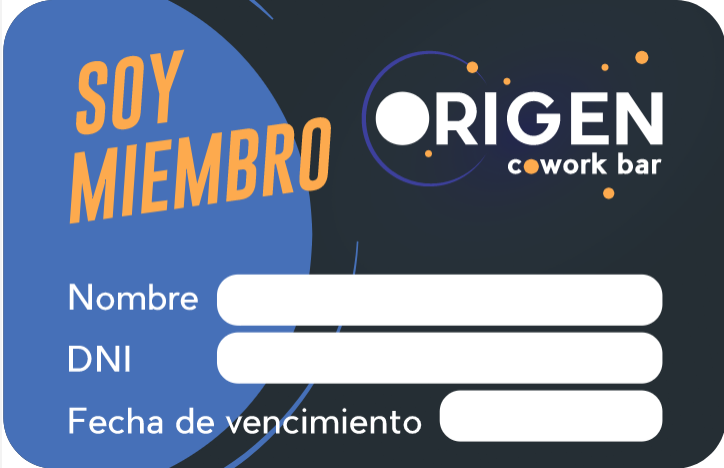 SOY
MIEMBRO
ORIGEN
cowork bar
Nombre
DNI
Fecha de vencimiento